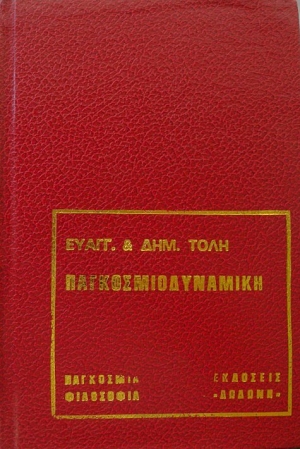 ΕΥΑΓΓ. & ΔΗΜ. ΤΟΛΗ
ΠΑΓΚΟΣΜΙΟΔΥΝΑΜΙΚΗ
ΠΑΓΚΟΣΜΙΑ ΕΚΔΟΣΕΙΣ
ΦΙΛΟΣΟΦΙΑ «ΔΩΔΩΝΗ»